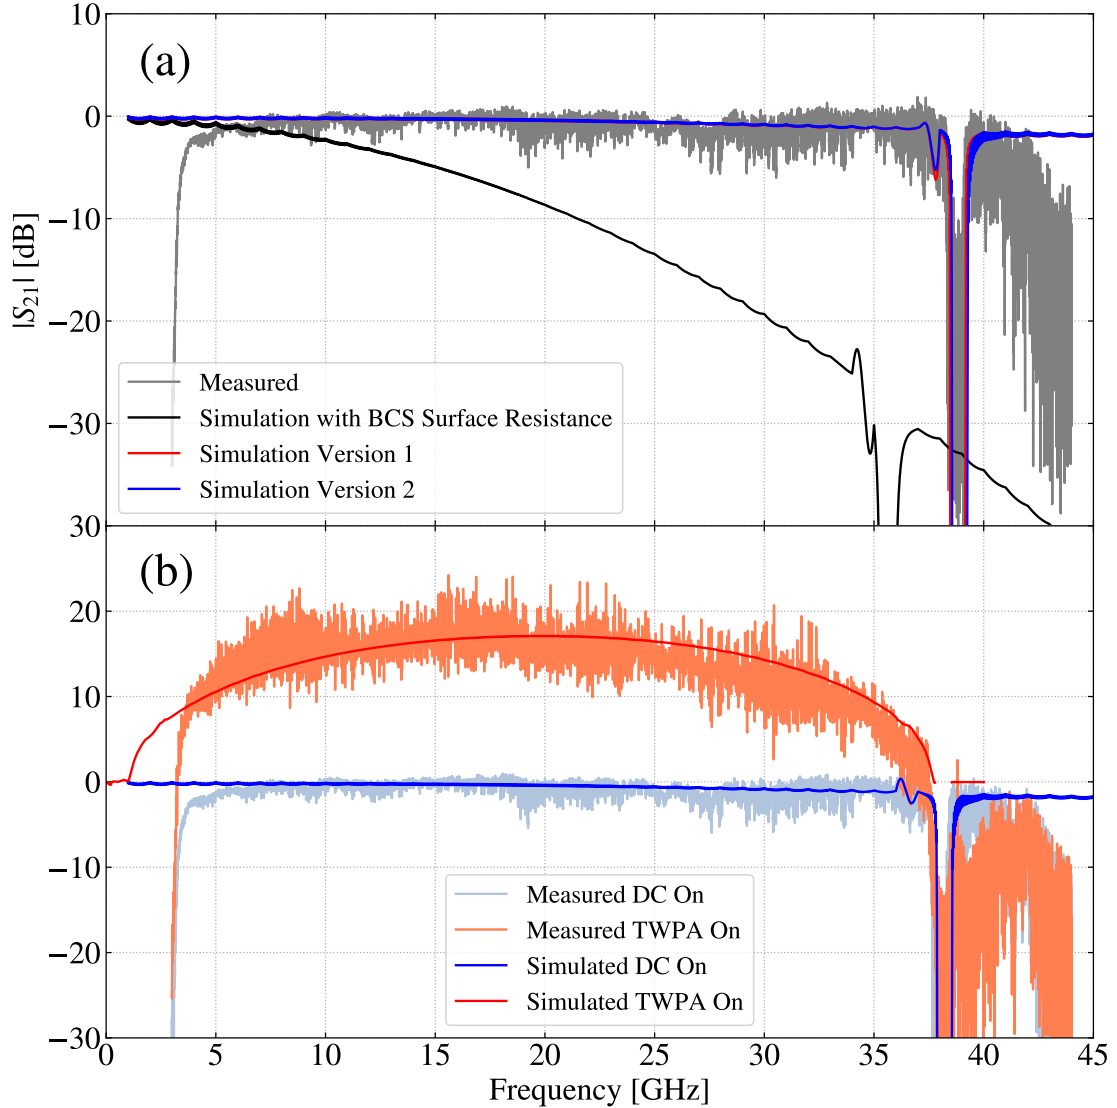 10
(a)
0
−10
−20
−30
30
|S21| [dB]
Measured
Simulation with BCS Surface Resistance
Simulation Version 1
Simulation Version 2
(b)
20
10
0
−10
−20
−30
Measured DC On
Measured TWPA On
Simulated DC On
Simulated TWPA On
0 5 10 15 20 25 30 35 40 45
Frequency [GHz]